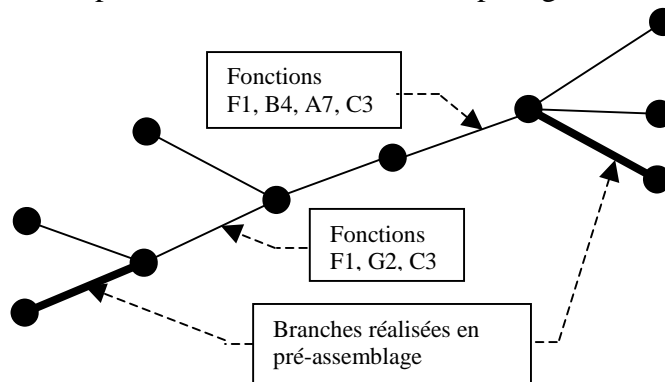 Fonctions
F1, B4, A7, C3
Fonctions
F1, G2, C3
Branches réalisées en
pré-assemblage